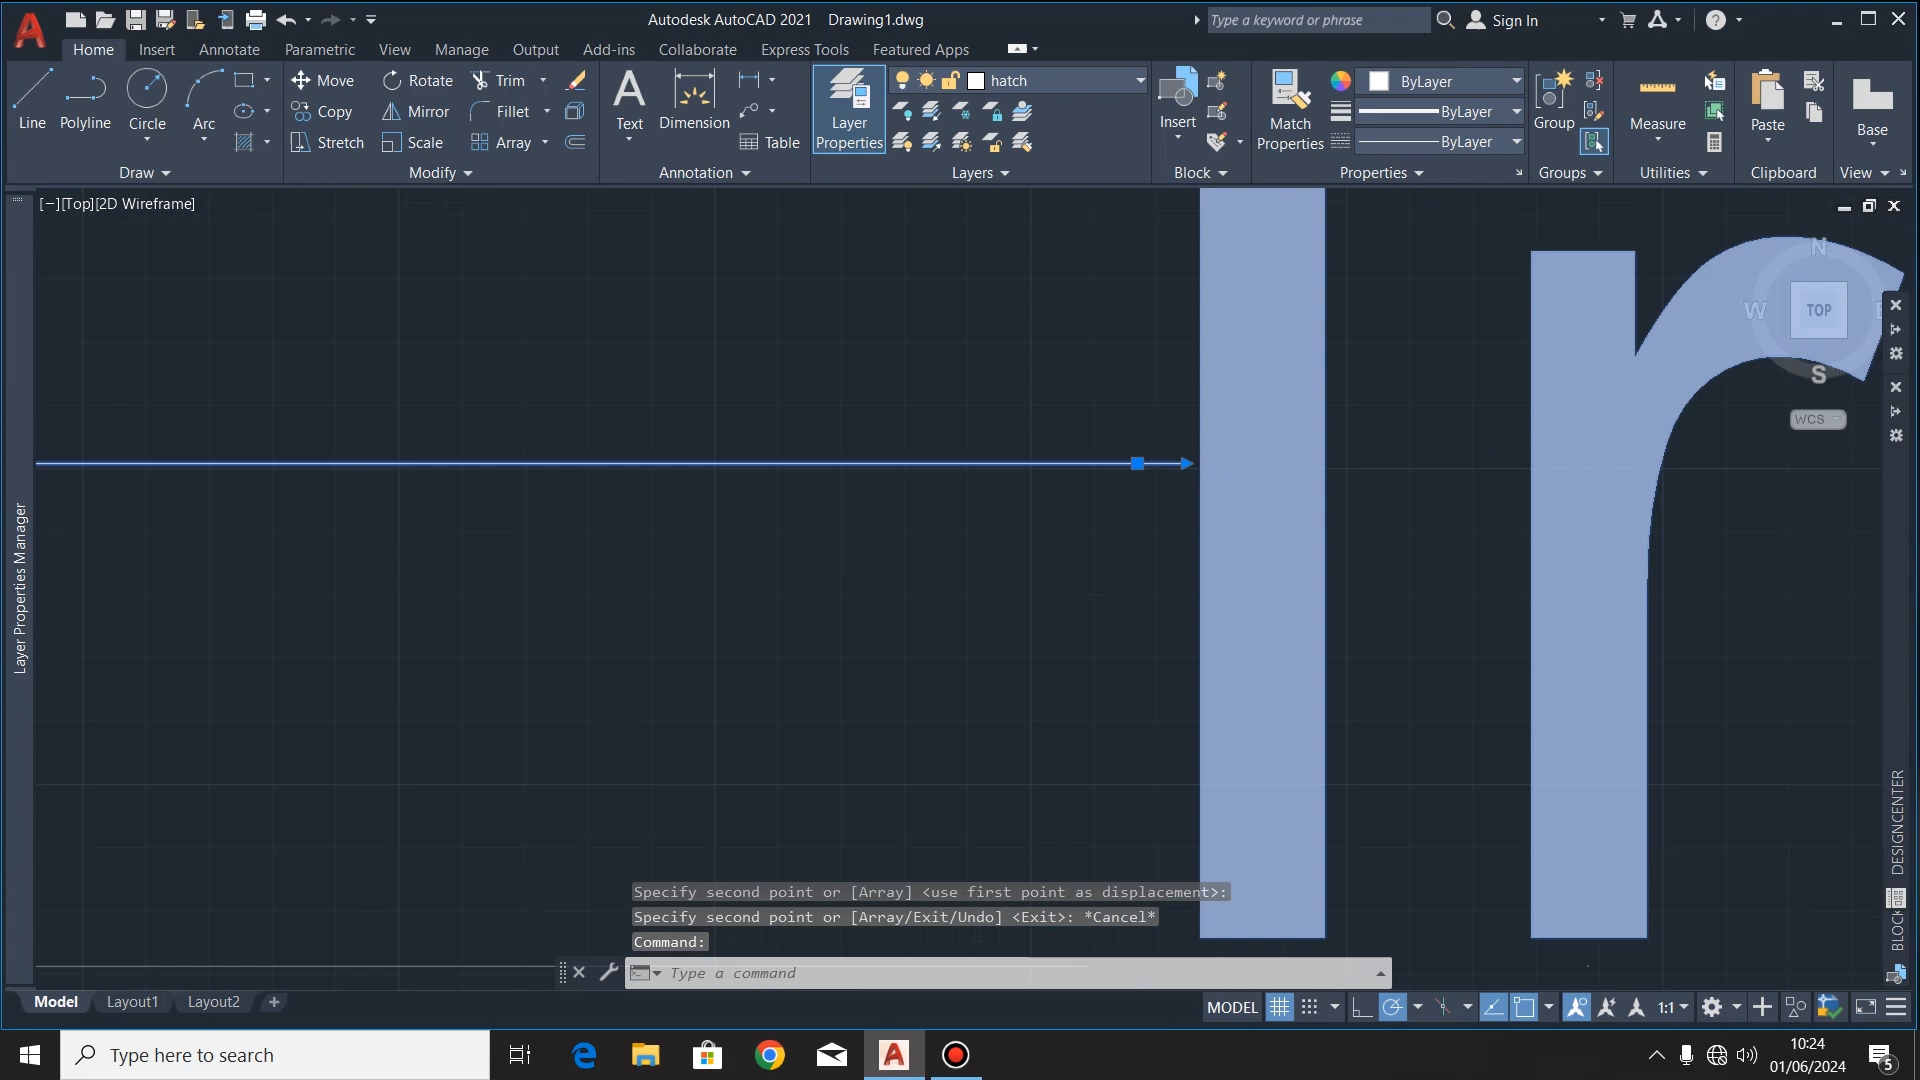 Autodesk AutoCAD 2021 Drawing1.dwg
Type a keyword or phrase
Sign In
Home Insert Annotate Parametric View Manage Output Add-ins Collaborate Express Tools Featured Apps
Line Polyline Circle Arc
Move Rotate Trim
Copy Mirror Fillet
Stretch Scale Array
Text Dimension Table
Layer Properties
hatch
Insert
Match Properties
ByLayer
ByLayer
ByLayer
Group
Measure
Paste
Base
Draw Modify Annotation Layers Block Properties Groups Utilities Clipboard View
[−][Top][2D Wireframe]
N
W TOP E
S
WCS
Layer Properties Manager
DESIGNCENTER
BLOCK
Specify second point or [Array] <use first point as displacement>:
Specify second point or [Array/Exit/Undo] <Exit>: *Cancel*
Command:
Type a command
Model Layout1 Layout2
MODEL 1:1
Type here to search
10:24
01/06/2024
5